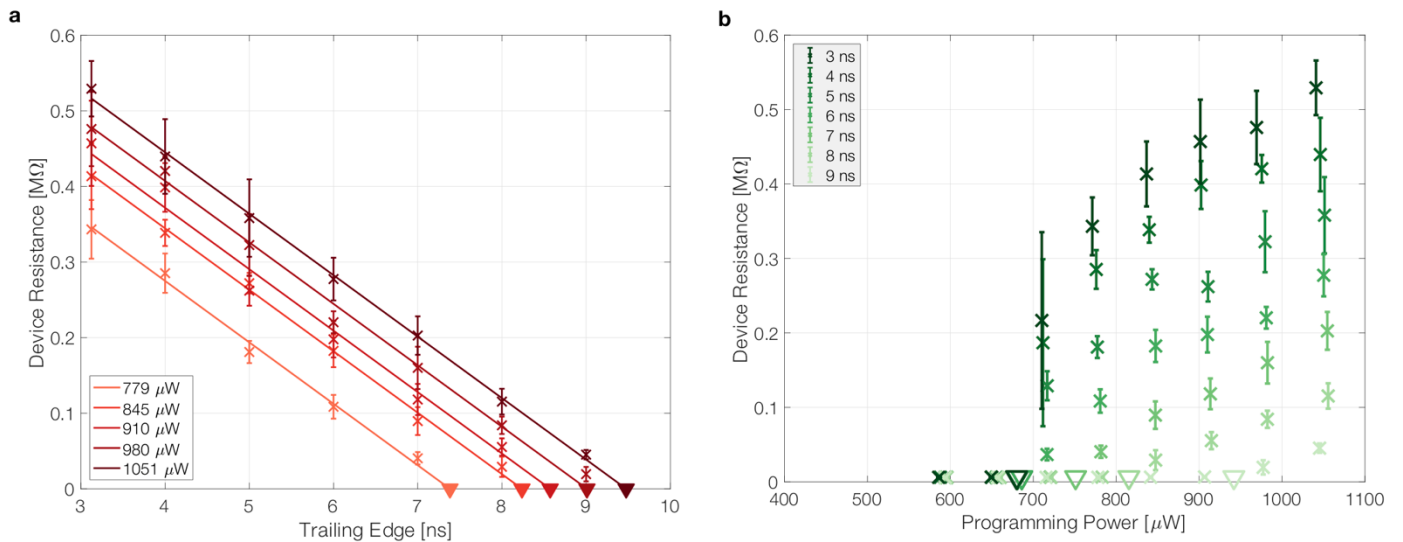 a
0.6
0.5
0.4
0.3
0.2
0.1
0
Device Resistance [MΩ]
3
4
5
6
7
8
9
10
Trailing Edge [ns]
779 μW
845 μW
910 μW
980 μW
1051 μW
b
0.6
0.5
0.4
0.3
0.2
0.1
0
Device Resistance [MΩ]
400
500
600
700
800
900
1000
1100
Programming Power [μW]
3 ns
4 ns
5 ns
6 ns
7 ns
8 ns
9 ns